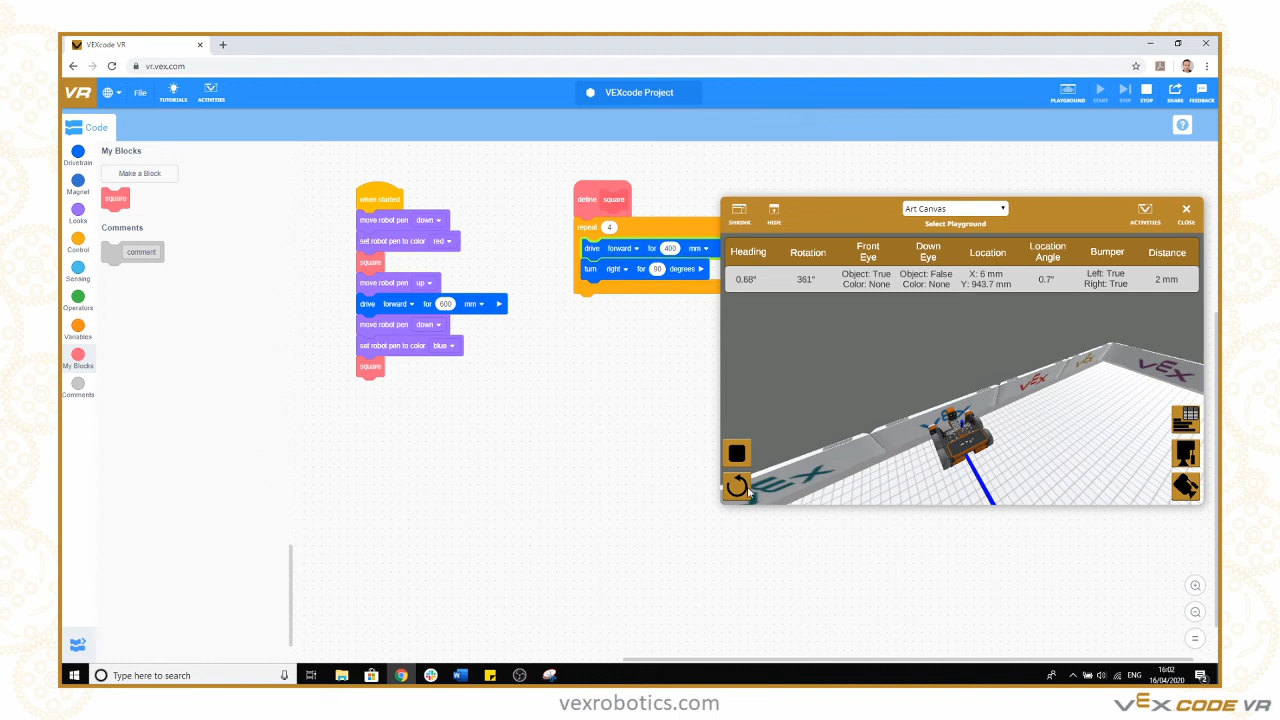 VEXcode VR
vr.vex.com
VR
File
TUTORIALS
ACTIVITIES
VEXcode Project
PLAYGROUND
START
STEP
STOP
SHARE
FEEDBACK
Code
?
Drivetrain
Magnet
Looks
Control
Sensing
Operators
Variables
My Blocks
Comments
My Blocks
Make a Block
square
Comments
comment
when started
move robot pen down
set robot pen to color red
square
move robot pen up
drive forward for 600 mm
move robot pen down
set robot pen to color blue
square
define square
repeat 4
drive forward for 400 mm
turn right for 90 degrees
SHRINK
HIDE
Art Canvas
Select Playground
ACTIVITIES
CLOSE
Heading Rotation Front Eye Down Eye Location Location Angle Bumper Distance
0.68° 361° Object: True Color: None Object: False Color: None X: 6 mm Y: 943.7 mm 0.7° Left: True Right: True 2 mm
VEX
VEX
VEX
VEX
Type here to search
ENG
16:02
16/04/2020
2
vexrobotics.com
VEX CODE VR